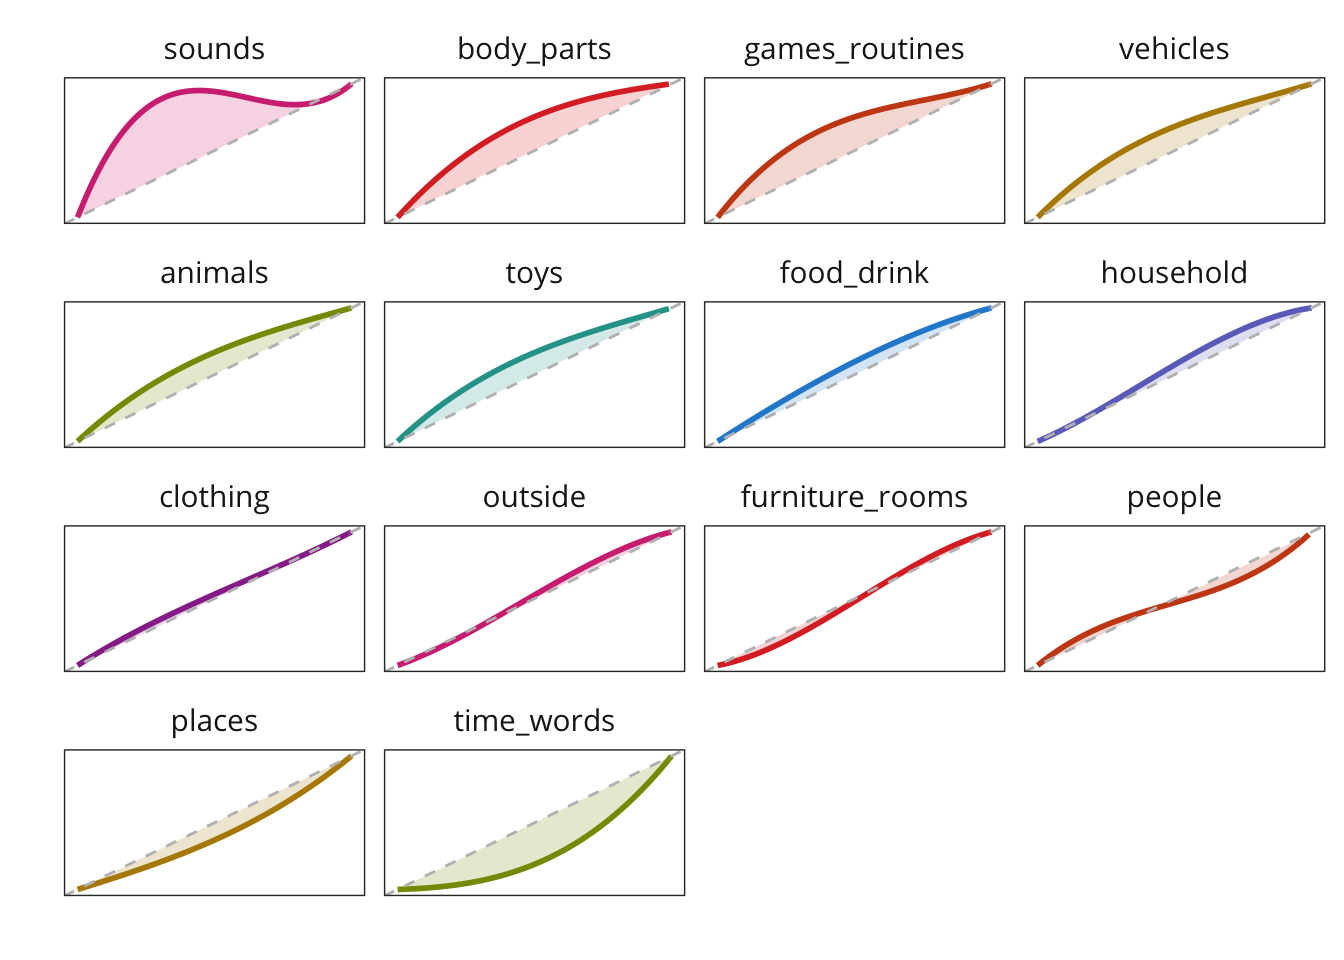 sounds
body_parts
games_routines
vehicles
animals
toys
food_drink
household
clothing
outside
furniture_rooms
people
places
time_words